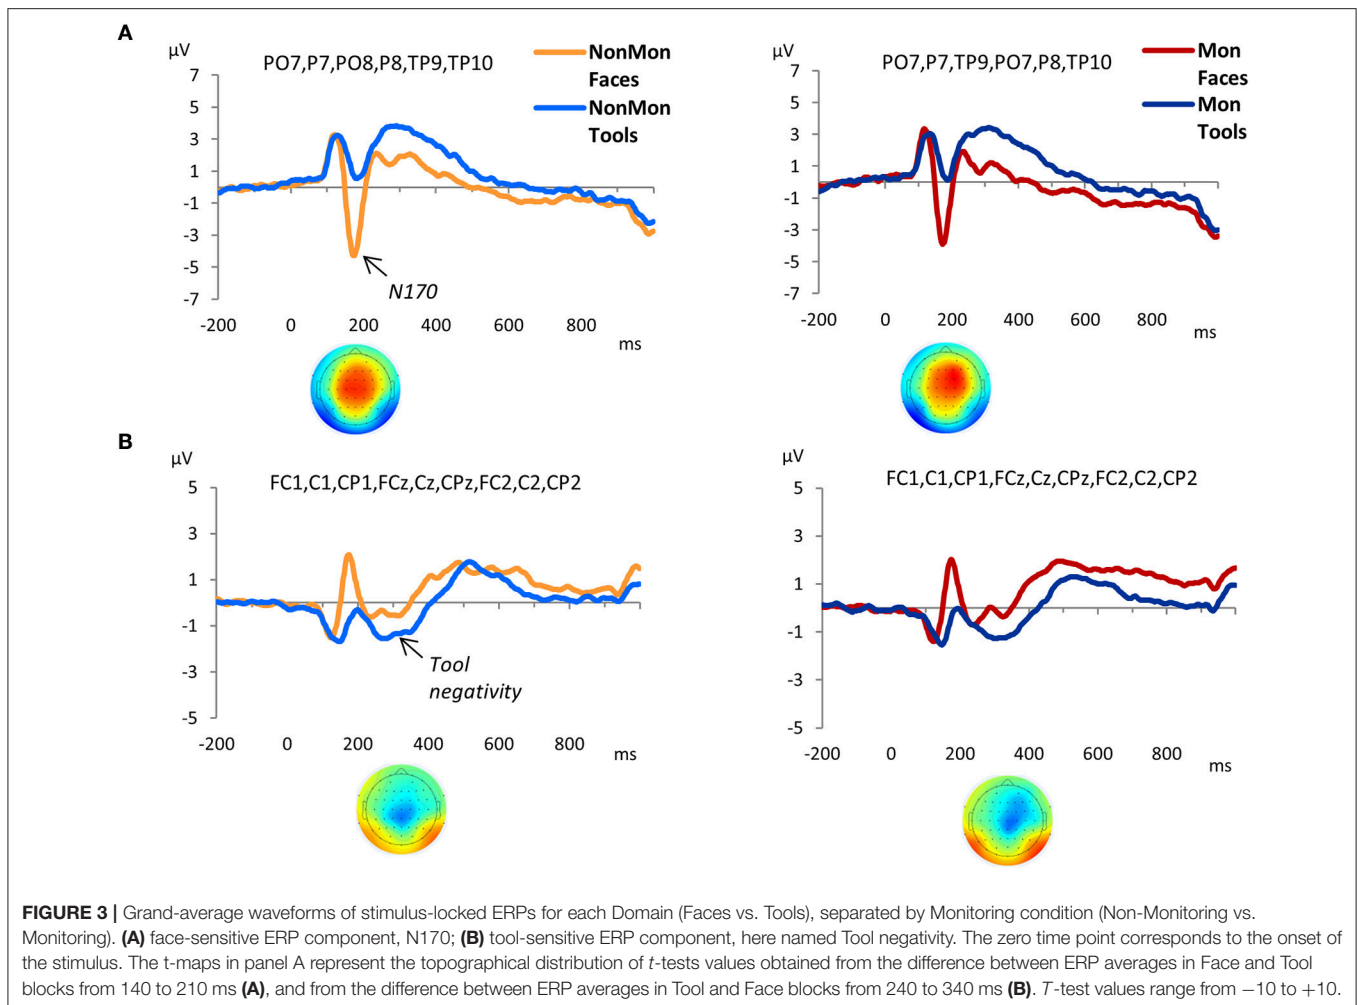 A
μV
PO7,P7,PO8,P8,TP9,TP10
NonMon
Faces
NonMon
Tools
7
5
3
1
-1
-3
-5
-7
N170
-200 0 200 400 600 800
ms
μV
PO7,P7,TP9,PO7,P8,TP10
Mon
Faces
Mon
Tools
7
5
3
1
-1
-3
-5
-7
-200 0 200 400 600 800
ms
B
μV
FC1,C1,CP1,FCz,Cz,CPz,FC2,C2,CP2
5
3
1
-1
-3
-5
Tool
negativity
-200 0 200 400 600 800
ms
μV
FC1,C1,CP1,FCz,Cz,CPz,FC2,C2,CP2
5
3
1
-1
-3
-5
-200 0 200 400 600 800
ms
FIGURE 3 | Grand-average waveforms of stimulus-locked ERPs for each Domain (Faces vs. Tools), separated by Monitoring condition (Non-Monitoring vs.
Monitoring). (A) face-sensitive ERP component, N170; (B) tool-sensitive ERP component, here named Tool negativity. The zero time point corresponds to the onset of
the stimulus. The t-maps in panel A represent the topographical distribution of t-tests values obtained from the difference between ERP averages in Face and Tool
blocks from 140 to 210 ms (A), and from the difference between ERP averages in Tool and Face blocks from 240 to 340 ms (B). T-test values range from −10 to +10.